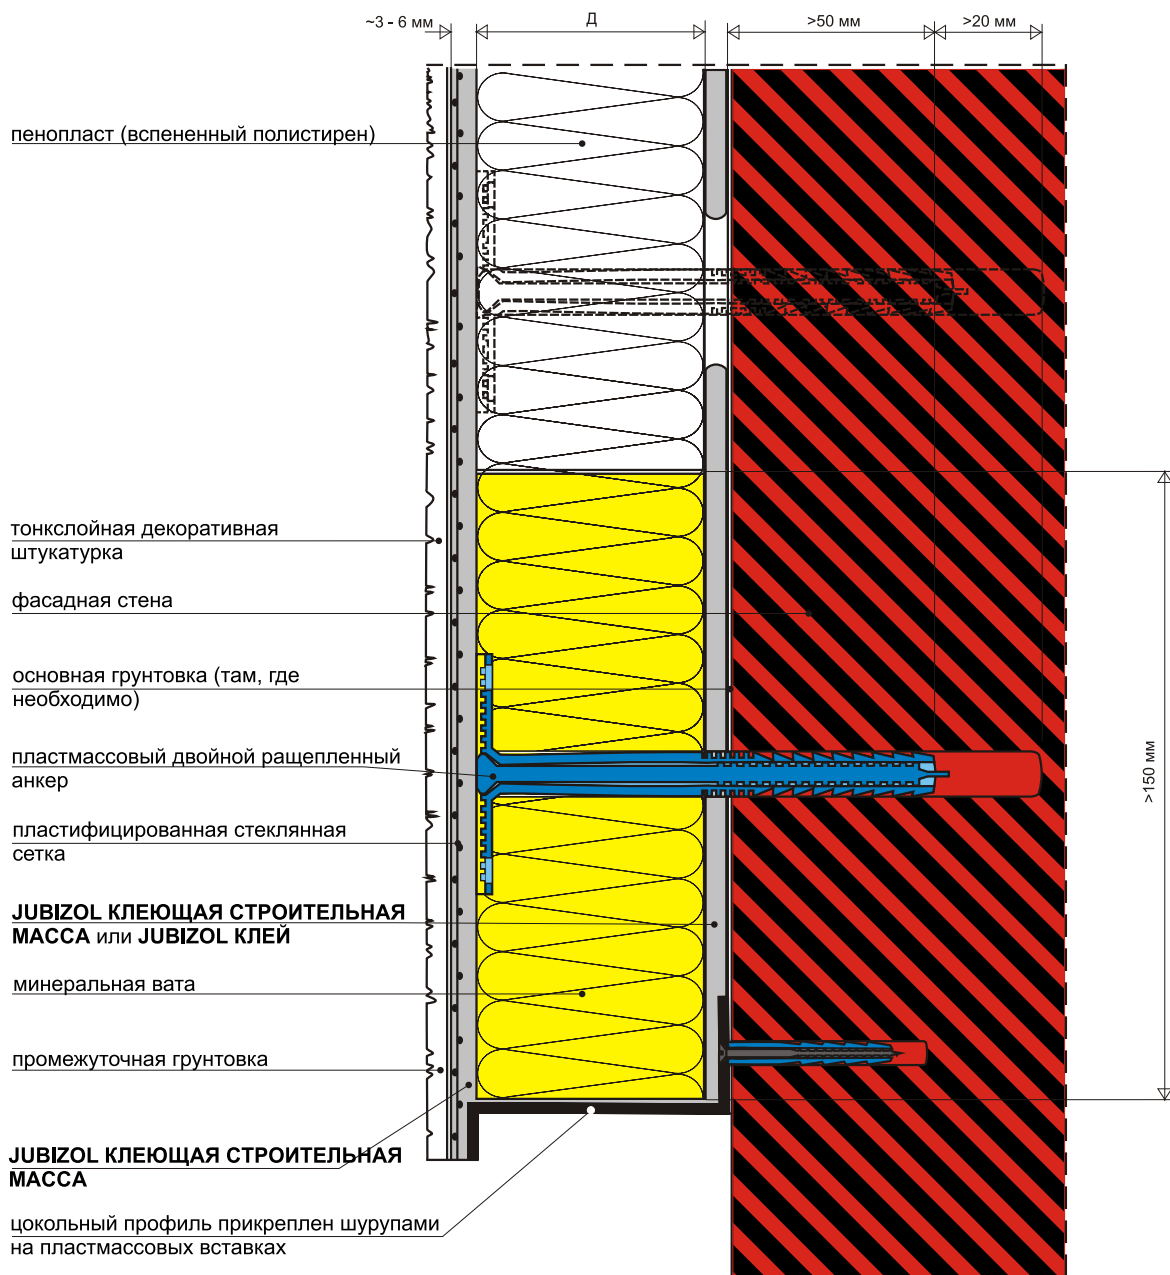 ~3 - 6 мм
Д
>50 мм
>20 мм
пенопласт (вспененный полистирен)
тонкслойная декоративная
штукатурка
фасадная стена
основная грунтовка (там, где
необходимо)
пластмассовый двойной ращепленный
анкер
>150 мм
пластифицированная стеклянная
сетка
JUBIZOL КЛЕЮЩАЯ СТРОИТЕЛЬНАЯ
МАССА или JUBIZOL КЛЕЙ
минеральная вата
промежуточная грунтовка
JUBIZOL КЛЕЮЩАЯ СТРОИТЕЛЬНАЯ
МАССА
цокольный профиль прикреплен шурупами
на пластмассовых вставках